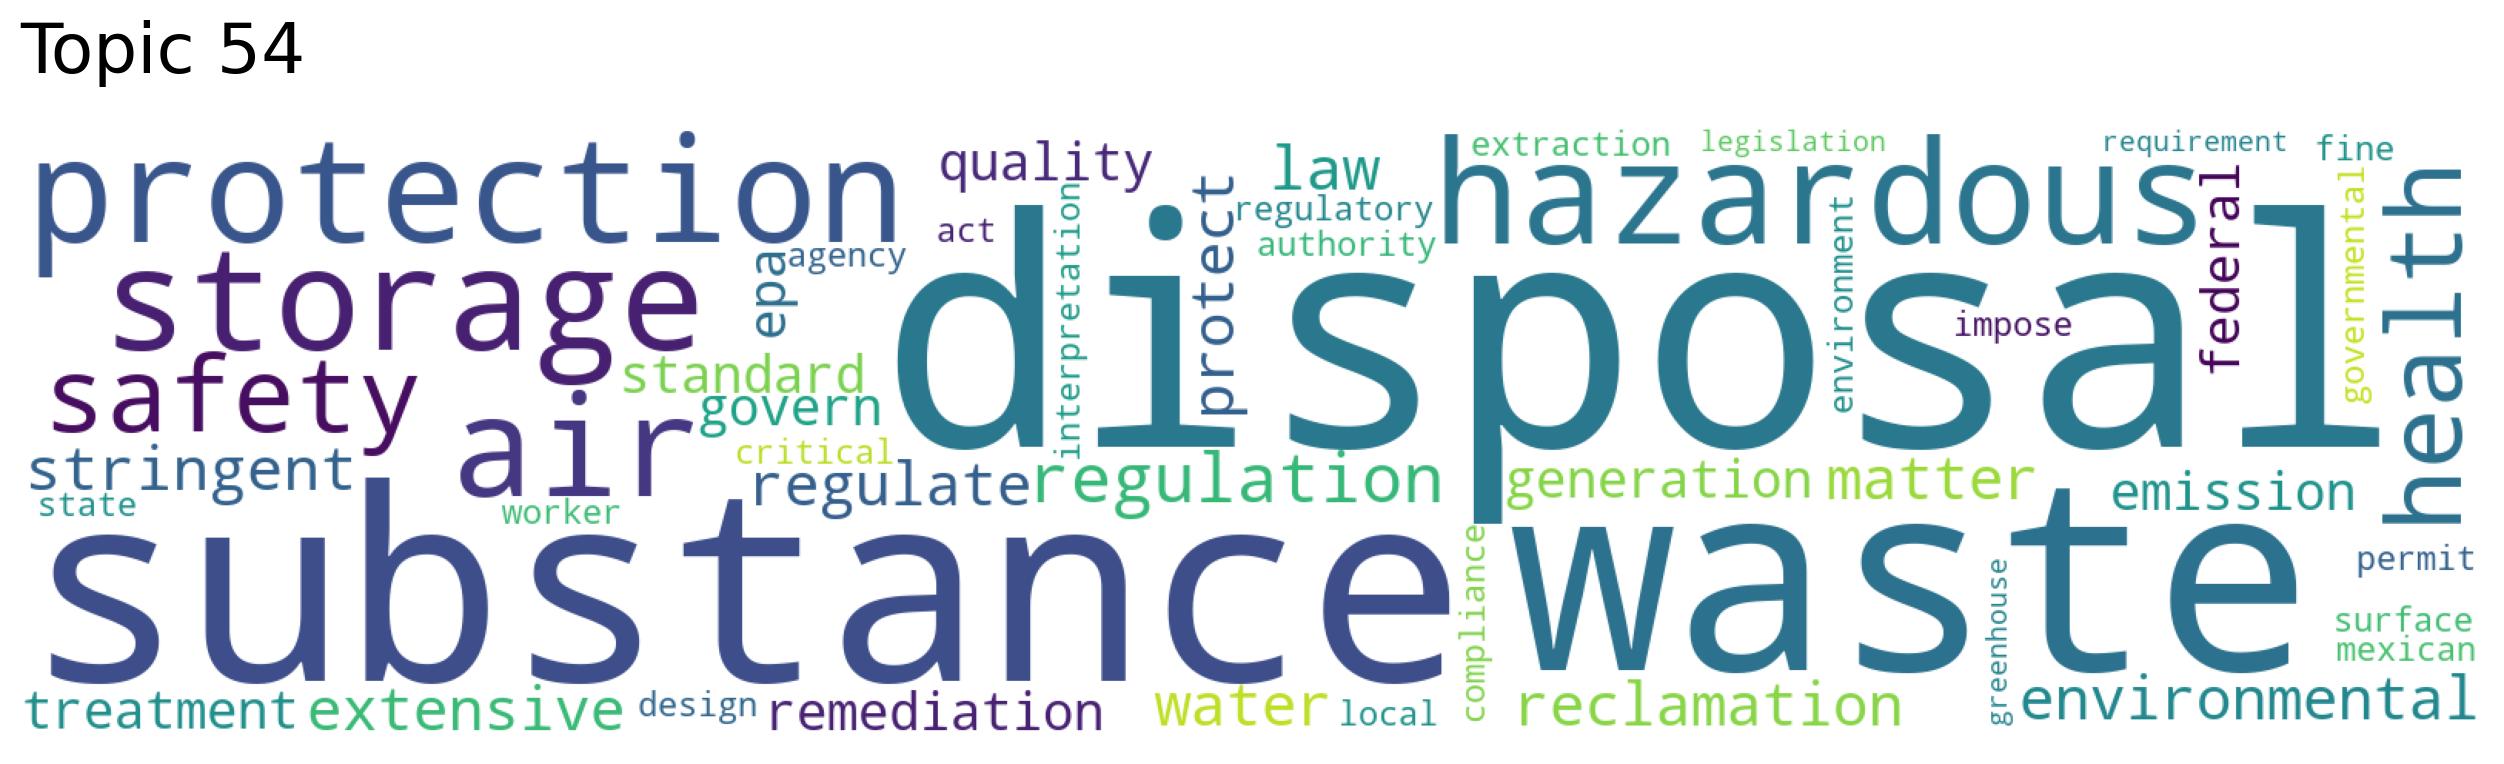 Topic 54
protection
quality
law
extraction
legislation
hazardous
requirement
fine
act
regulatory
authority
agency
epa
interpretation
protect
environment
federal
governmental
health
storage
disposal
impose
safety
standard
govern
air
critical
stringent
regulate
regulation
generation
matter
emission
state
worker
substance
waste
compliance
greenhouse
permit
surface
mexican
treatment
extensive
design
remediation
water
local
reclamation
environmental